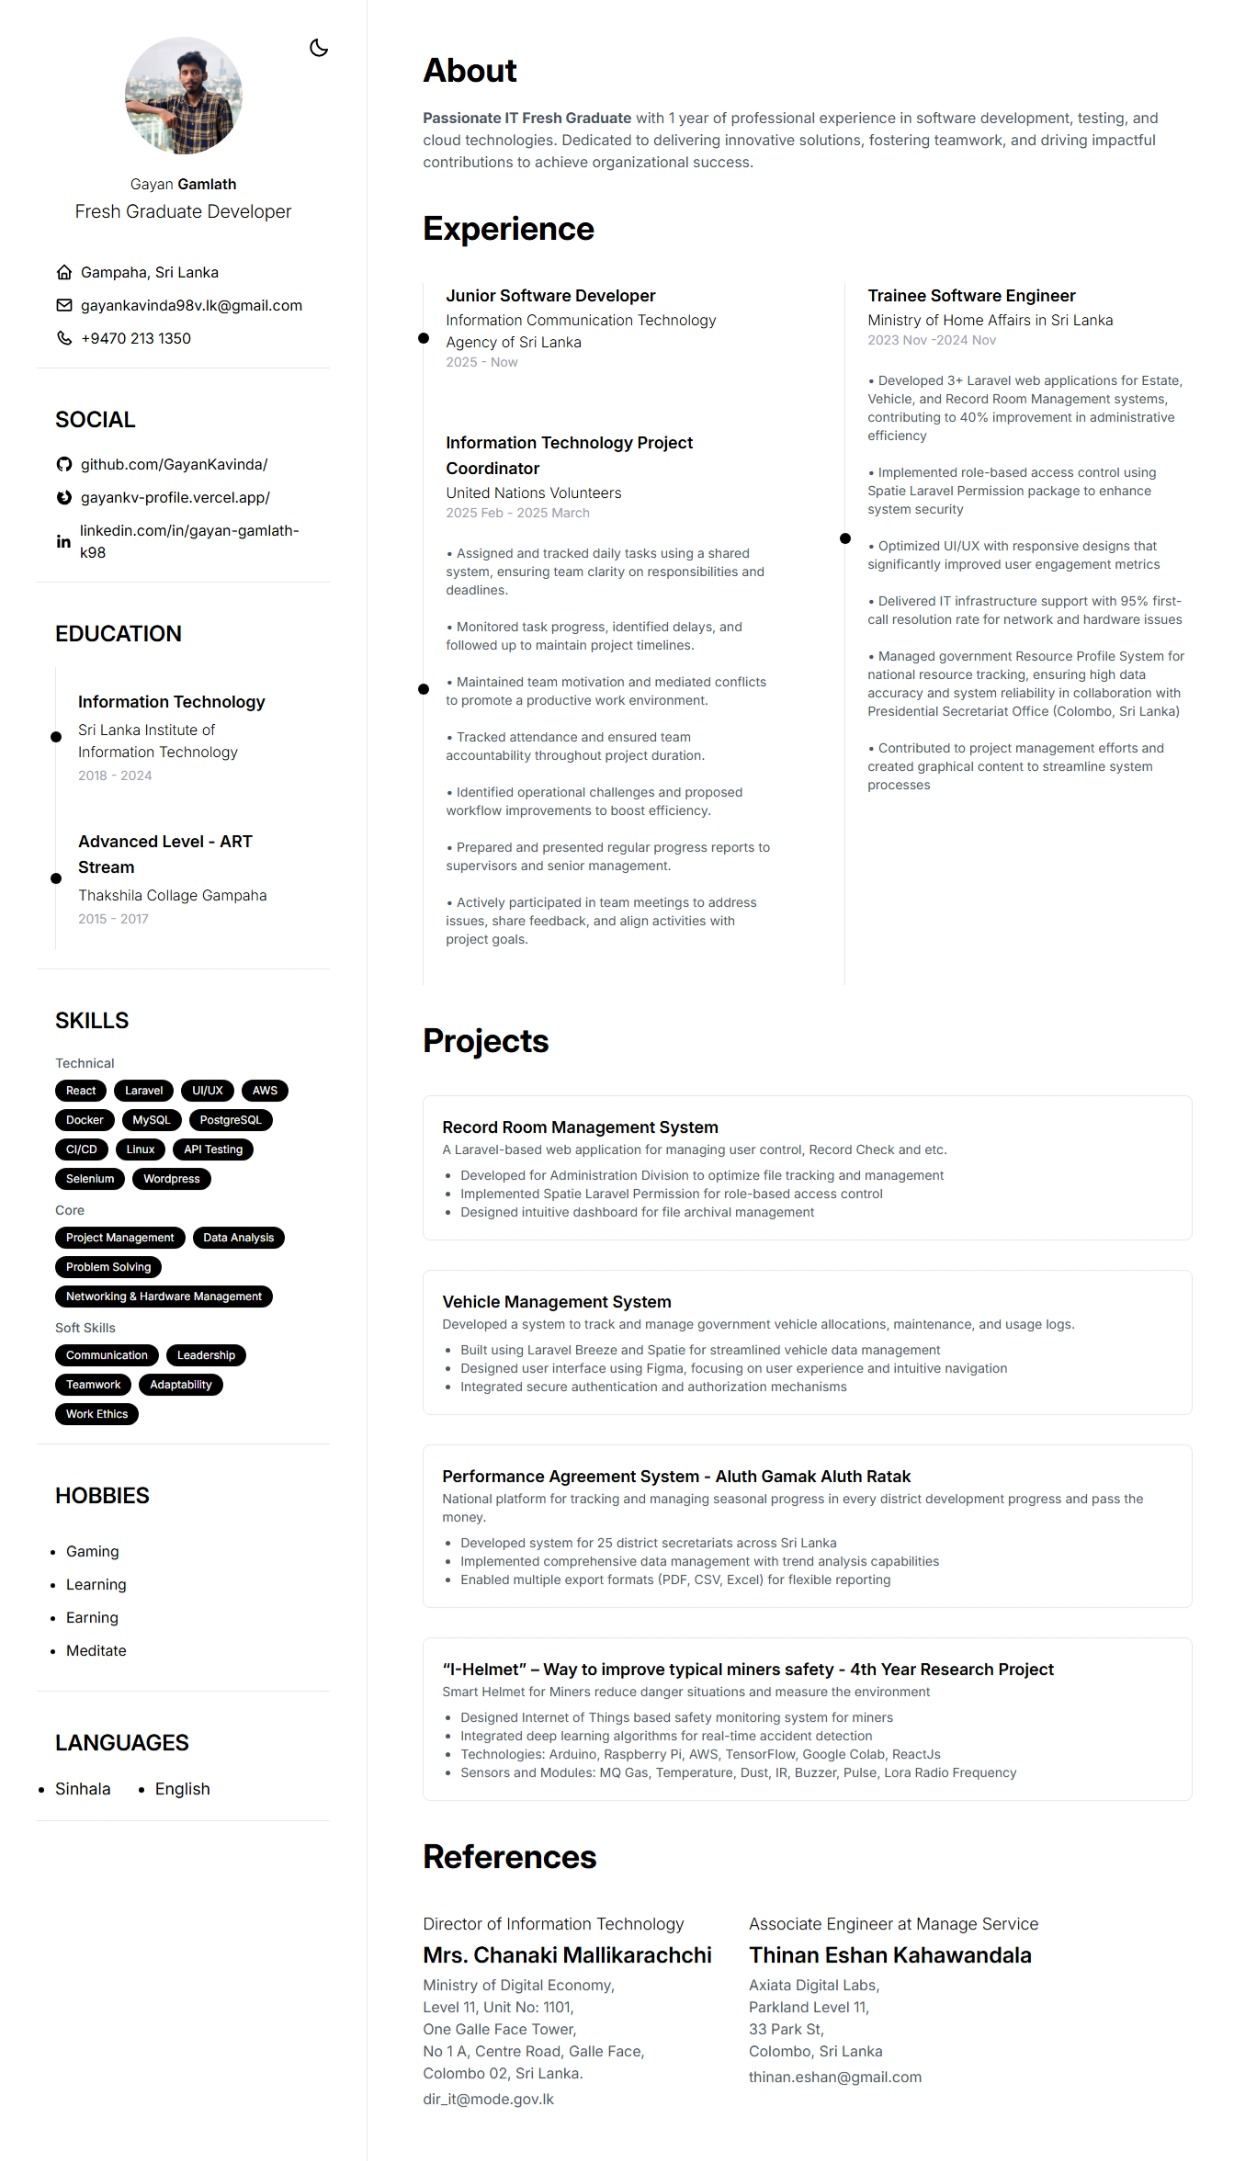 Gayan Gamlath
Fresh Graduate Developer
Gampaha, Sri Lanka
gayankavinda98v.lk@gmail.com
+9470 213 1350
SOCIAL
github.com/GayanKavinda/
gayankv-profile.vercel.app/
linkedin.com/in/gayan-gamlath-
k98
EDUCATION
Information Technology
Sri Lanka Institute of
Information Technology
2018 - 2024
Advanced Level - ART
Stream
Thakshila Collage Gampaha
2015 - 2017
SKILLS
Technical
React Laravel UI/UX AWS
Docker MySQL PostgreSQL
CI/CD Linux API Testing
Selenium Wordpress
Core
Project Management Data Analysis
Problem Solving
Networking & Hardware Management
Soft Skills
Communication Leadership
Teamwork Adaptability
Work Ethics
HOBBIES
• Gaming
• Learning
• Earning
• Meditate
LANGUAGES
• Sinhala • English
About
Passionate IT Fresh Graduate with 1 year of professional experience in software development, testing, and
cloud technologies. Dedicated to delivering innovative solutions, fostering teamwork, and driving impactful
contributions to achieve organizational success.
Experience
Junior Software Developer
Information Communication Technology
Agency of Sri Lanka
2025 - Now
Information Technology Project
Coordinator
United Nations Volunteers
2025 Feb - 2025 March
• Assigned and tracked daily tasks using a shared
system, ensuring team clarity on responsibilities and
deadlines.
• Monitored task progress, identified delays, and
followed up to maintain project timelines.
• Maintained team motivation and mediated conflicts
to promote a productive work environment.
• Tracked attendance and ensured team
accountability throughout project duration.
• Identified operational challenges and proposed
workflow improvements to boost efficiency.
• Prepared and presented regular progress reports to
supervisors and senior management.
• Actively participated in team meetings to address
issues, share feedback, and align activities with
project goals.
Trainee Software Engineer
Ministry of Home Affairs in Sri Lanka
2023 Nov -2024 Nov
• Developed 3+ Laravel web applications for Estate,
Vehicle, and Record Room Management systems,
contributing to 40% improvement in administrative
efficiency
• Implemented role-based access control using
Spatie Laravel Permission package to enhance
system security
• Optimized UI/UX with responsive designs that
significantly improved user engagement metrics
• Delivered IT infrastructure support with 95% first-
call resolution rate for network and hardware issues
• Managed government Resource Profile System for
national resource tracking, ensuring high data
accuracy and system reliability in collaboration with
Presidential Secretariat Office (Colombo, Sri Lanka)
• Contributed to project management efforts and
created graphical content to streamline system
processes
Projects
Record Room Management System
A Laravel-based web application for managing user control, Record Check and etc.
• Developed for Administration Division to optimize file tracking and management
• Implemented Spatie Laravel Permission for role-based access control
• Designed intuitive dashboard for file archival management
Vehicle Management System
Developed a system to track and manage government vehicle allocations, maintenance, and usage logs.
• Built using Laravel Breeze and Spatie for streamlined vehicle data management
• Designed user interface using Figma, focusing on user experience and intuitive navigation
• Integrated secure authentication and authorization mechanisms
Performance Agreement System - Aluth Gamak Aluth Ratak
National platform for tracking and managing seasonal progress in every district development progress and pass the
money.
• Developed system for 25 district secretariats across Sri Lanka
• Implemented comprehensive data management with trend analysis capabilities
• Enabled multiple export formats (PDF, CSV, Excel) for flexible reporting
“I-Helmet” – Way to improve typical miners safety - 4th Year Research Project
Smart Helmet for Miners reduce danger situations and measure the environment
• Designed Internet of Things based safety monitoring system for miners
• Integrated deep learning algorithms for real-time accident detection
• Technologies: Arduino, Raspberry Pi, AWS, TensorFlow, Google Colab, ReactJs
• Sensors and Modules: MQ Gas, Temperature, Dust, IR, Buzzer, Pulse, Lora Radio Frequency
References
Director of Information Technology
Mrs. Chanaki Mallikarachchi
Ministry of Digital Economy,
Level 11, Unit No: 1101,
One Galle Face Tower,
No 1 A, Centre Road, Galle Face,
Colombo 02, Sri Lanka.
dir_it@mode.gov.lk
Associate Engineer at Manage Service
Thinan Eshan Kahawandala
Axiata Digital Labs,
Parkland Level 11,
33 Park St,
Colombo, Sri Lanka
thinan.eshan@gmail.com